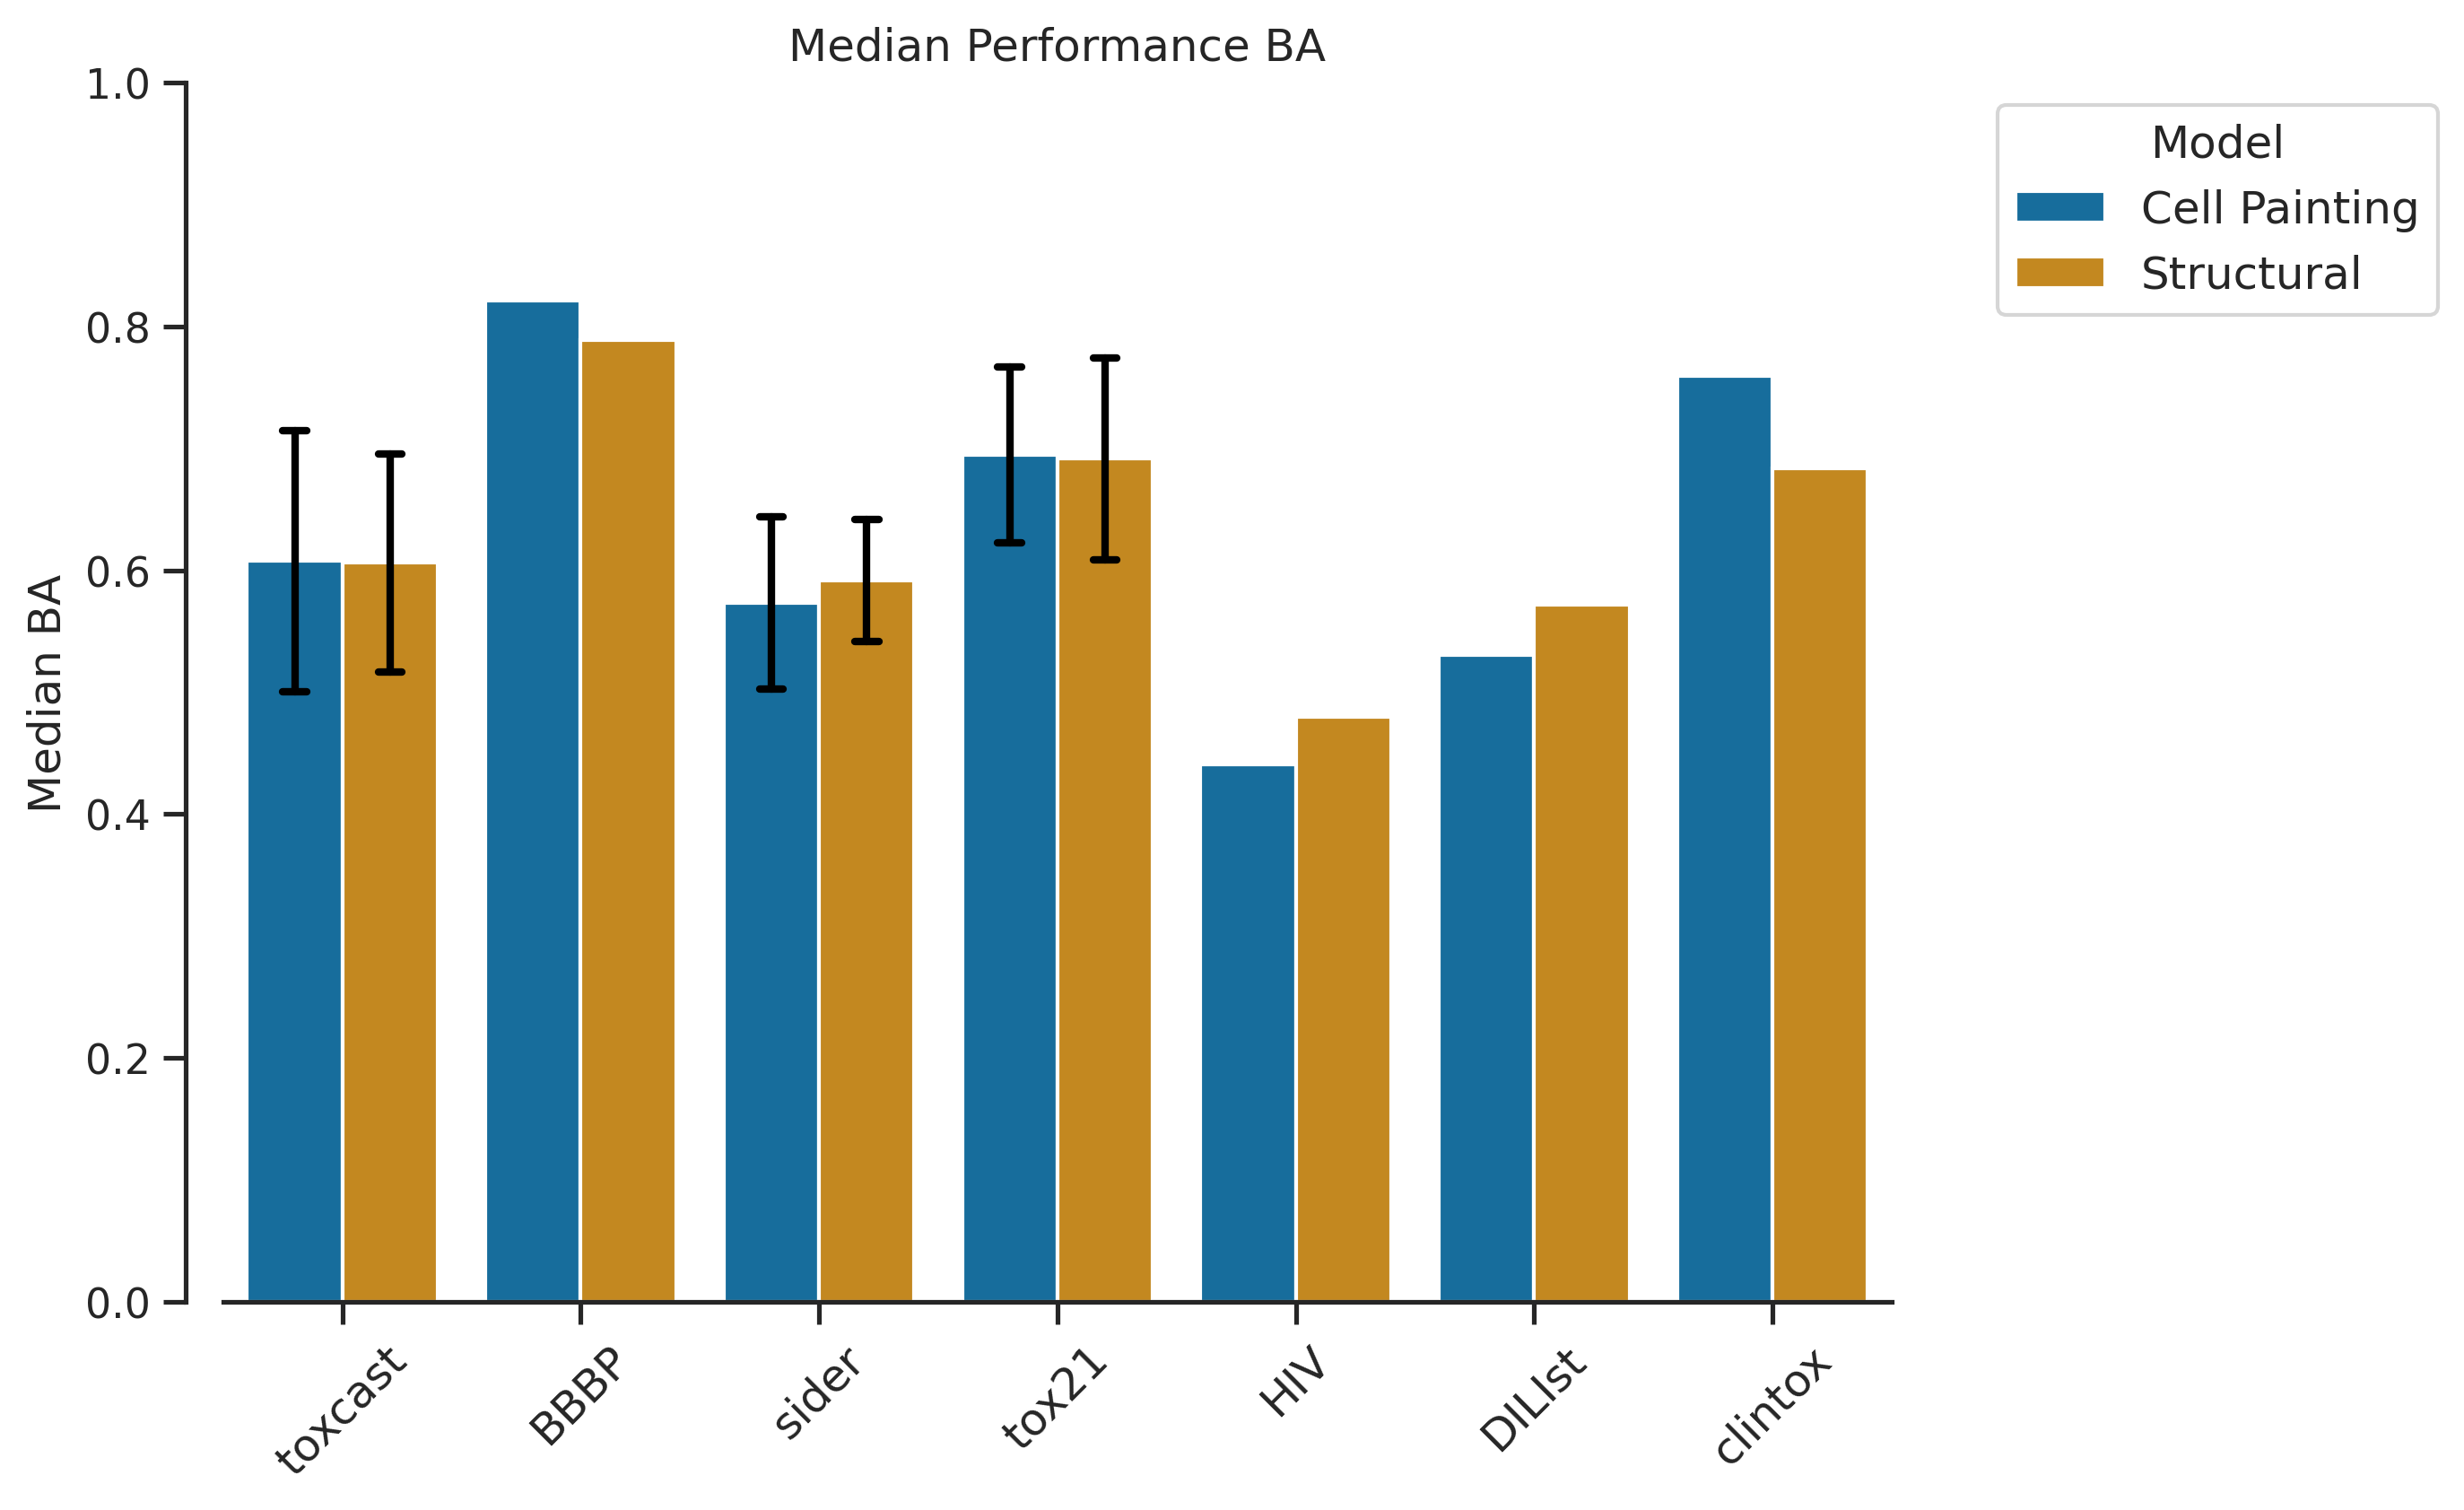 Median Performance BA
1.0
0.8
0.6
0.4
0.2
0.0
Median BA
toxcast
BBBP
sider
tox21
HIV
DILIst
clintox
Model
Cell Painting
Structural